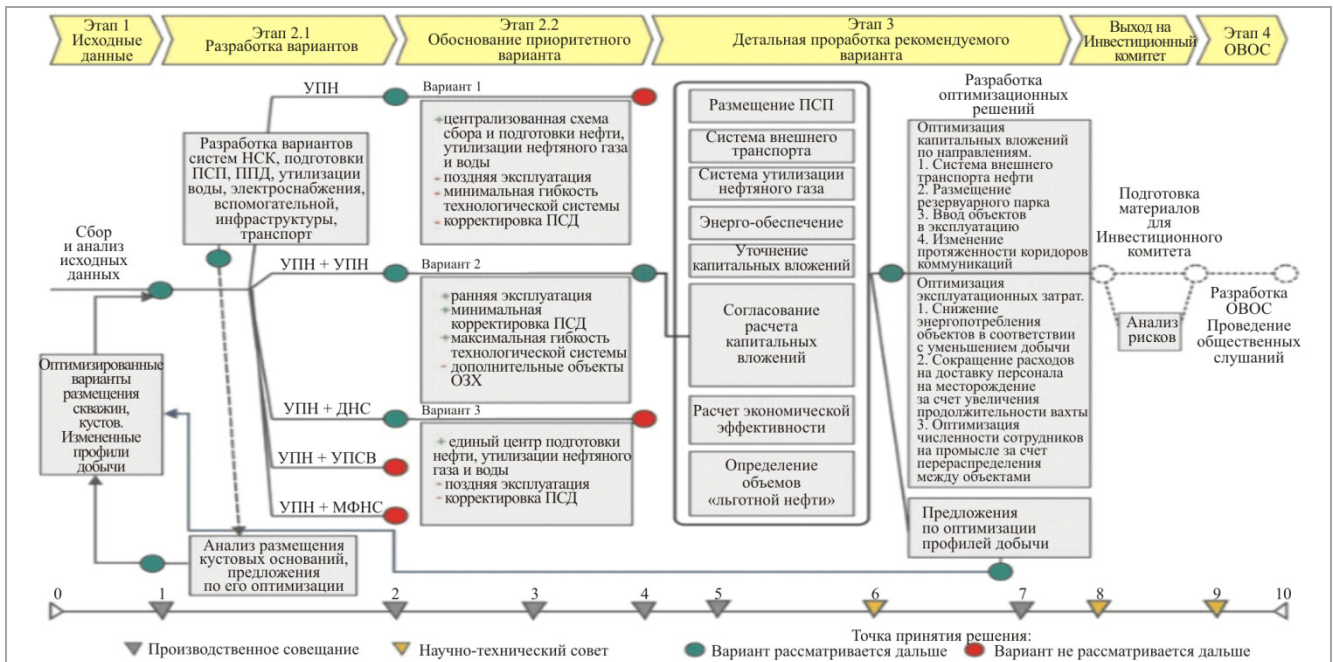 Этап 1
Исходные
данные
Этап 2.1
Разработка вариантов
Этап 2.2
Обоснование приоритетного
варианта
Этап 3
Детальная проработка рекомендуемого
варианта
Выход на
Инвестиционный
комитет
Этап 4
ОВОС
Сбор
и анализ
исходных
данных
Оптимизированные
варианты
размещения
скважин,
кустов.
Измененные
профили
добычи
УПН
Разработка вариантов
систем НСК, подготовки
ПСП, ППД, утилизации
воды, электроснабжения,
вспомогательной,
инфраструктуры,
транспорт
УПН + УПН
УПН + ДНС
УПН + УПСВ
УПН + МФНС
Анализ размещения
кустовых оснований,
предложения
по его оптимизации
Вариант 1
централизованная схема
сбора и подготовки нефти,
утилизации нефтяного газа
и воды
поздняя эксплуатация
минимальная гибкость
технологической системы
корректировка ПСД
Вариант 2
ранняя эксплуатация
минимальная
корректировка ПСД
максимальная гибкость
технологической системы
дополнительные объекты
ОЗХ
Вариант 3
единый центр подготовки
нефти, утилизации нефтяного
газа и воды
поздняя эксплуатация
корректировка ПСД
Размещение ПСП
Система внешнего
транспорта
Система утилизации
нефтяного газа
Энерго-обеспечение
Уточнение
капитальных вложений
Согласование
расчета
капитальных
вложений
Расчет экономической
эффективности
Определение
объемов
«льготной нефти»
Разработка
оптимизационных
решений
Оптимизация
капитальных вложений
по направлениям.
1. Система внешнего
транспорта нефти
2. Размещение
резервуарного парка
3. Ввод объектов
в эксплуатацию
4. Изменение
протяженности коридоров
коммуникаций
Оптимизация
эксплуатационных затрат.
1. Снижение
энергопотребления
объектов в соответствии
с уменьшением добычи
2. Сокращение расходов
на доставку персонала
на месторождение
за счет увеличения
продолжительности вахты
3. Оптимизация
численности сотрудников
на промысле за счет
перераспределения
между объектами
Предложения
по оптимизации
профилей добычи
Подготовка
материалов
для
Инвестиционного
комитета
Анализ
рисков
Разработка
ОВОС
Проведение
общественных
слушаний
0 1 2 3 4 5 6 7 8 9 10
Точка принятия решения:
Производственное совещание Научно-технический совет Вариант рассматривается дальше Вариант не рассматривается дальше